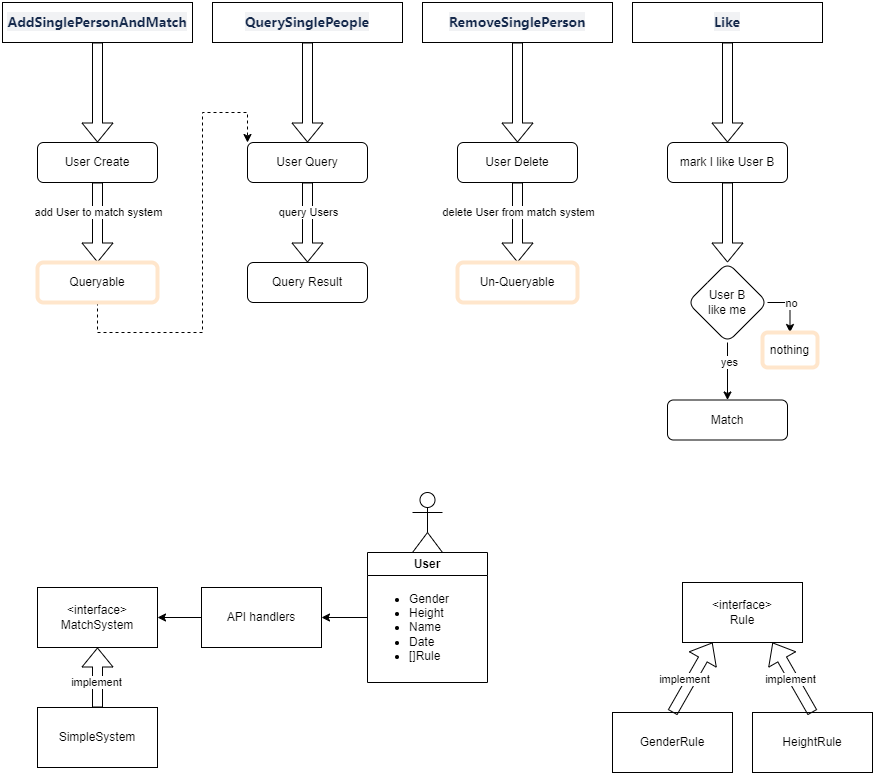 AddSinglePersonAndMatch
QuerySinglePeople
RemoveSinglePerson
Like
User Create
User Query
User Delete
mark I like User B
add User to match system
query Users
delete User from match system
Queryable
Query Result
Un-Queryable
User B
like me
no
nothing
yes
Match
User
Gender
Height
Name
Date
[]Rule
<interface>
MatchSystem
API handlers
implement
SimpleSystem
<interface>
Rule
implement
implement
GenderRule
HeightRule